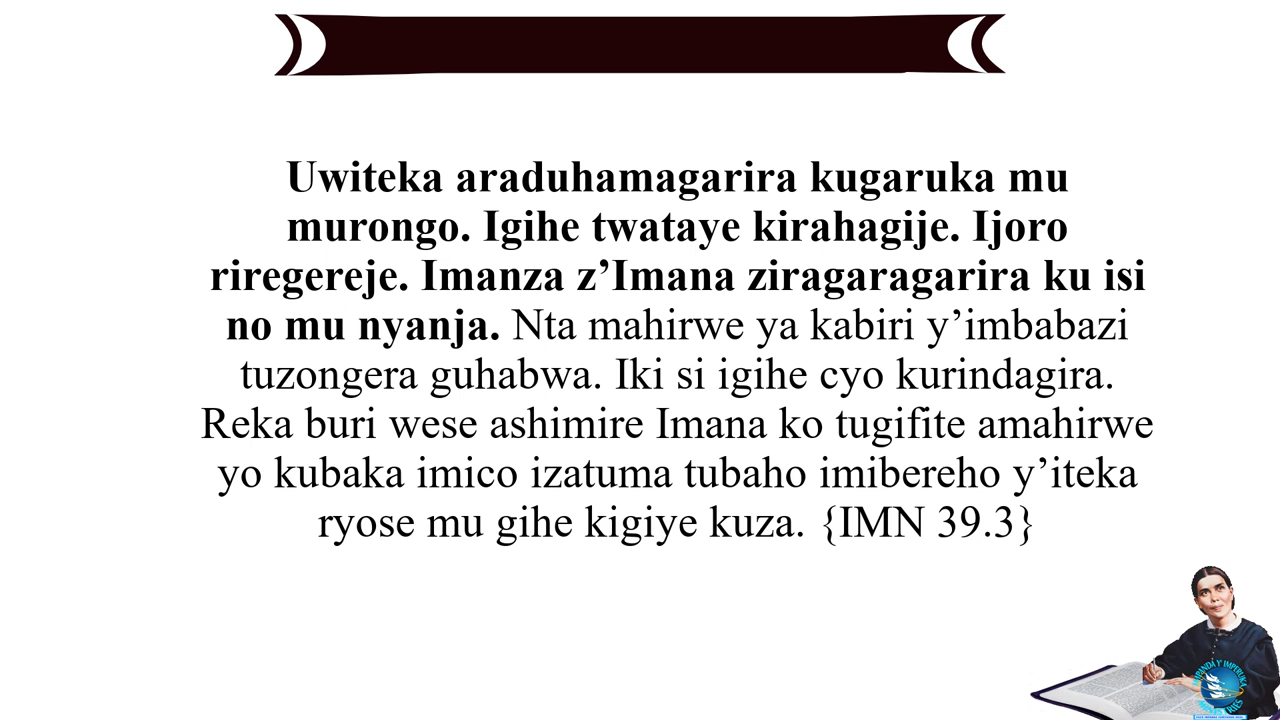 Uwiteka araduhamagarira kugaruka mu
murongo. Igihe twataye kirahagije. Ijoro
riregereje. Imanza z’Imana ziragaragarira ku isi
no mu nyanja. Nta mahirwe ya kabiri y’imbabazi
tuzongera guhabwa. Iki si igihe cyo kurindagira.
Reka buri wese ashimire Imana ko tugifite amahirwe
yo kubaka imico izatuma tubaho imibereho y’iteka
ryose mu gihe kigiye kuza. {IMN 39.3}